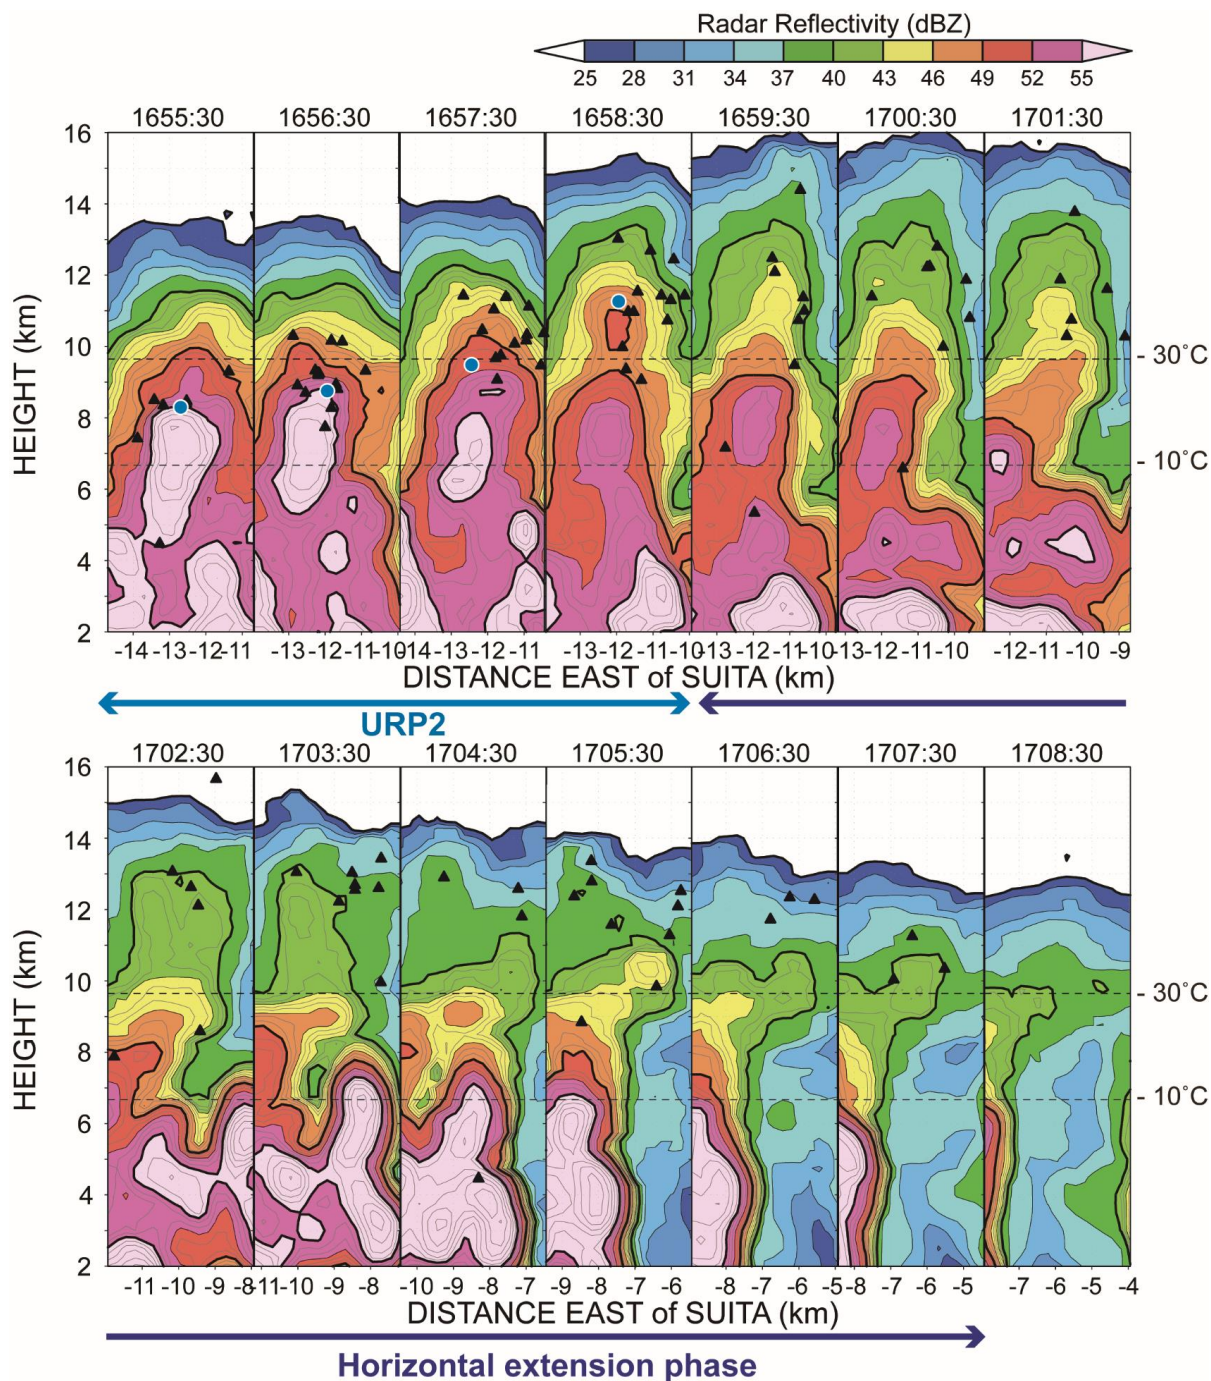 Radar Reflectivity (dBZ)
25 28 31 34 37 40 43 46 49 52 55
1655:30 1656:30 1657:30 1658:30 1659:30 1700:30 1701:30
16
14
12
10
8
6
4
2
HEIGHT (km)
- 30°C
- 10°C
-14 -13 -12 -11 -13 -12 -11 -10 -14 -13 -12 -11 -13 -12 -11 -10 -13 -12 -11 -10 -13 -12 -11 -10 -12 -11 -10 -9
DISTANCE EAST of SUITA (km)
URP2
1702:30 1703:30 1704:30 1705:30 1706:30 1707:30 1708:30
16
14
12
10
8
6
4
2
HEIGHT (km)
- 30°C
- 10°C
-11 -10 -9 -8 -11 -10 -9 -8 -10 -9 -8 -7 -9 -8 -7 -6 -8 -7 -6 -5 -8 -7 -6 -5 -7 -6 -5 -4
DISTANCE EAST of SUITA (km)
Horizontal extension phase